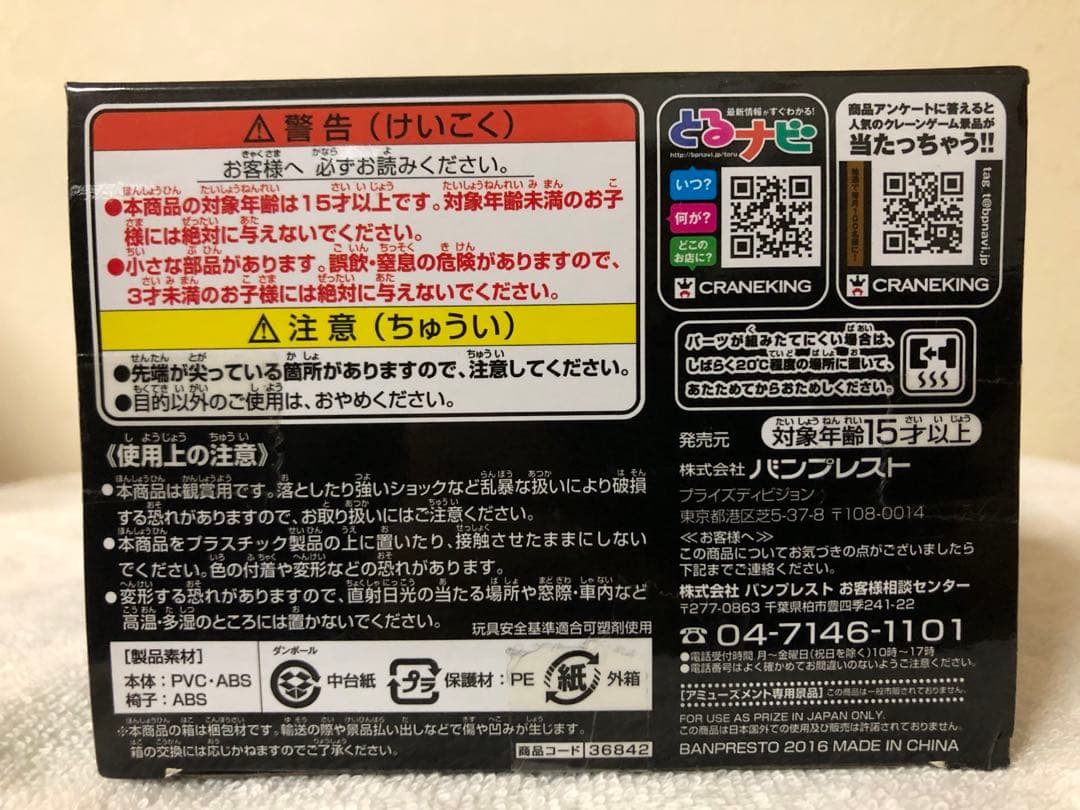 ⚠警告（けいこく）
お客様へ 必ずお読みください。
●本商品の対象年齢は15才以上です。対象年齢未満のお子
様には絶対に与えないでください。
●小さな部品があります。誤飲・窒息の危険がありますので、
3才未満のお子様には絶対に与えないでください。
⚠注意（ちゅうい）
●先端が尖っている箇所がありますので、注意してください。
●目的以外のご使用は、おやめください。
《使用上の注意》
●本商品は観賞用です。落としたり強いショックなど乱暴な扱いにより破損
する恐れがありますので、お取り扱いにはご注意ください。
●本商品をプラスチック製品の上に置いたり、接触させたままにしない
でください。色の付着や変形などの恐れがあります。
●変形する恐れがありますので、直射日光の当たる場所や窓際・車内など
高温・多湿のところには置かないでください。
玩具安全基準適合可塑剤使用
［製品素材］
本体：PVC・ABS
椅子：ABS
ダンボール
中台紙
プラ
保護材：PE
紙
外箱
※本商品の箱は梱包材です。輸送の際や景品払い出しなどで傷や凹みが生じます。
箱の交換には応じかねますのでご了承ください。
商品コード 36842
最新情報がすぐわかる!
とるナビ
http://bpnavi.jp/toru
いつ?
何が?
どこの
お店に?
CRANEKING
商品アンケートに答えると
人気のクレーンゲーム景品が
当たっちゃう!!
抽選で毎月100名様に!
tag_t@bpnavi.jp
CRANEKING
パーツが組みたてにくい場合は、
しばらく20℃程度の場所に置いて、
あたためてからおためしください。
対象年齢15才以上
発売元
株式会社 バンプレスト
プライズディビジョン
東京都港区芝5-37-8 〒108-0014
≪お客様へ≫
この商品についてお気づきの点がございましたら
下記までご連絡ください。
株式会社 バンプレスト お客様相談センター
〒277-0863 千葉県柏市豊四季241-22
☎ 04-7146-1101
●電話受付時間 月〜金曜日(祝日を除く)10時〜17時
●電話番号はよく確かめてお間違いのないようご注意ください。
［アミューズメント専用景品］この商品は一般市販されておりません。
FOR USE AS PRIZE IN JAPAN ONLY.
この商品は日本国外での使用及び販売は許諾されておりません。
BANPRESTO 2016 MADE IN CHINA